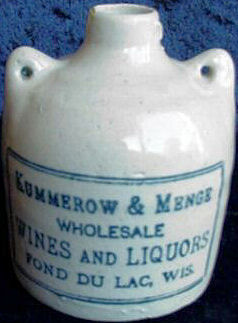 KUMMEROW & MENGE
WHOLESALE
WINES AND LIQUORS
FOND DU LAC, WIS.